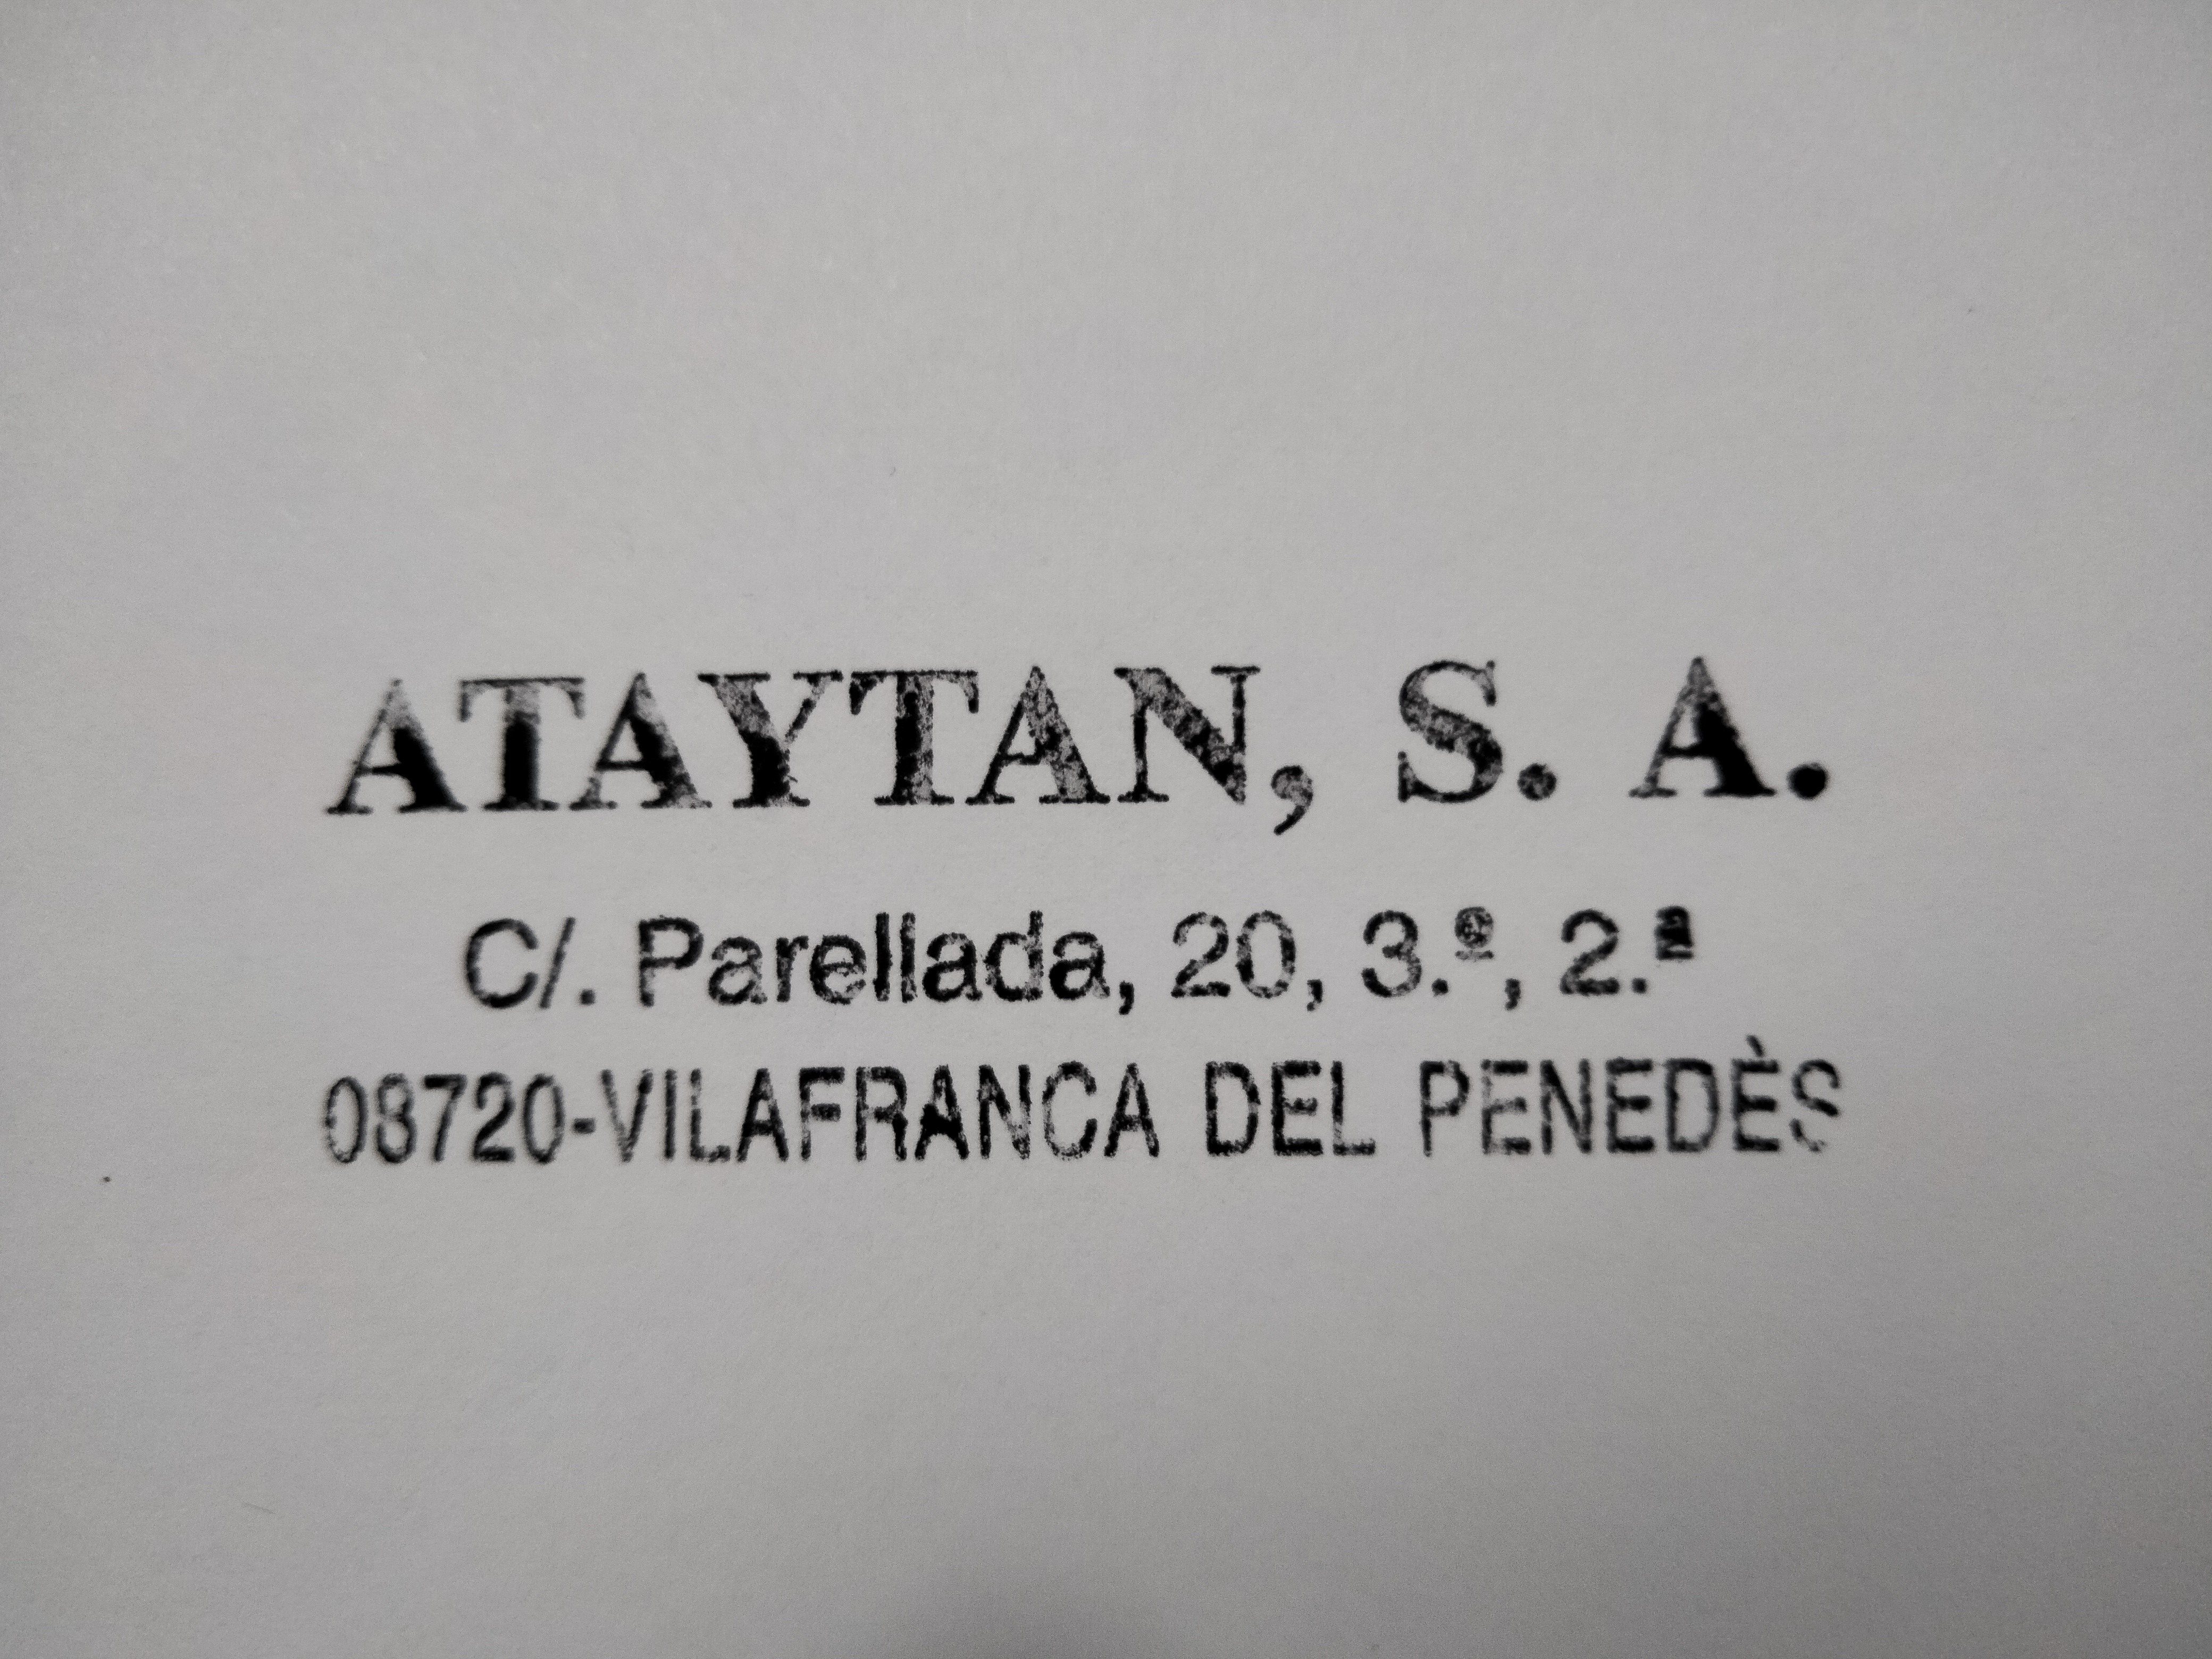 ATAYTAN, S. A.
C/. Parellada, 20, 3.º, 2.ª
08720-VILAFRANCA DEL PENEDÈS